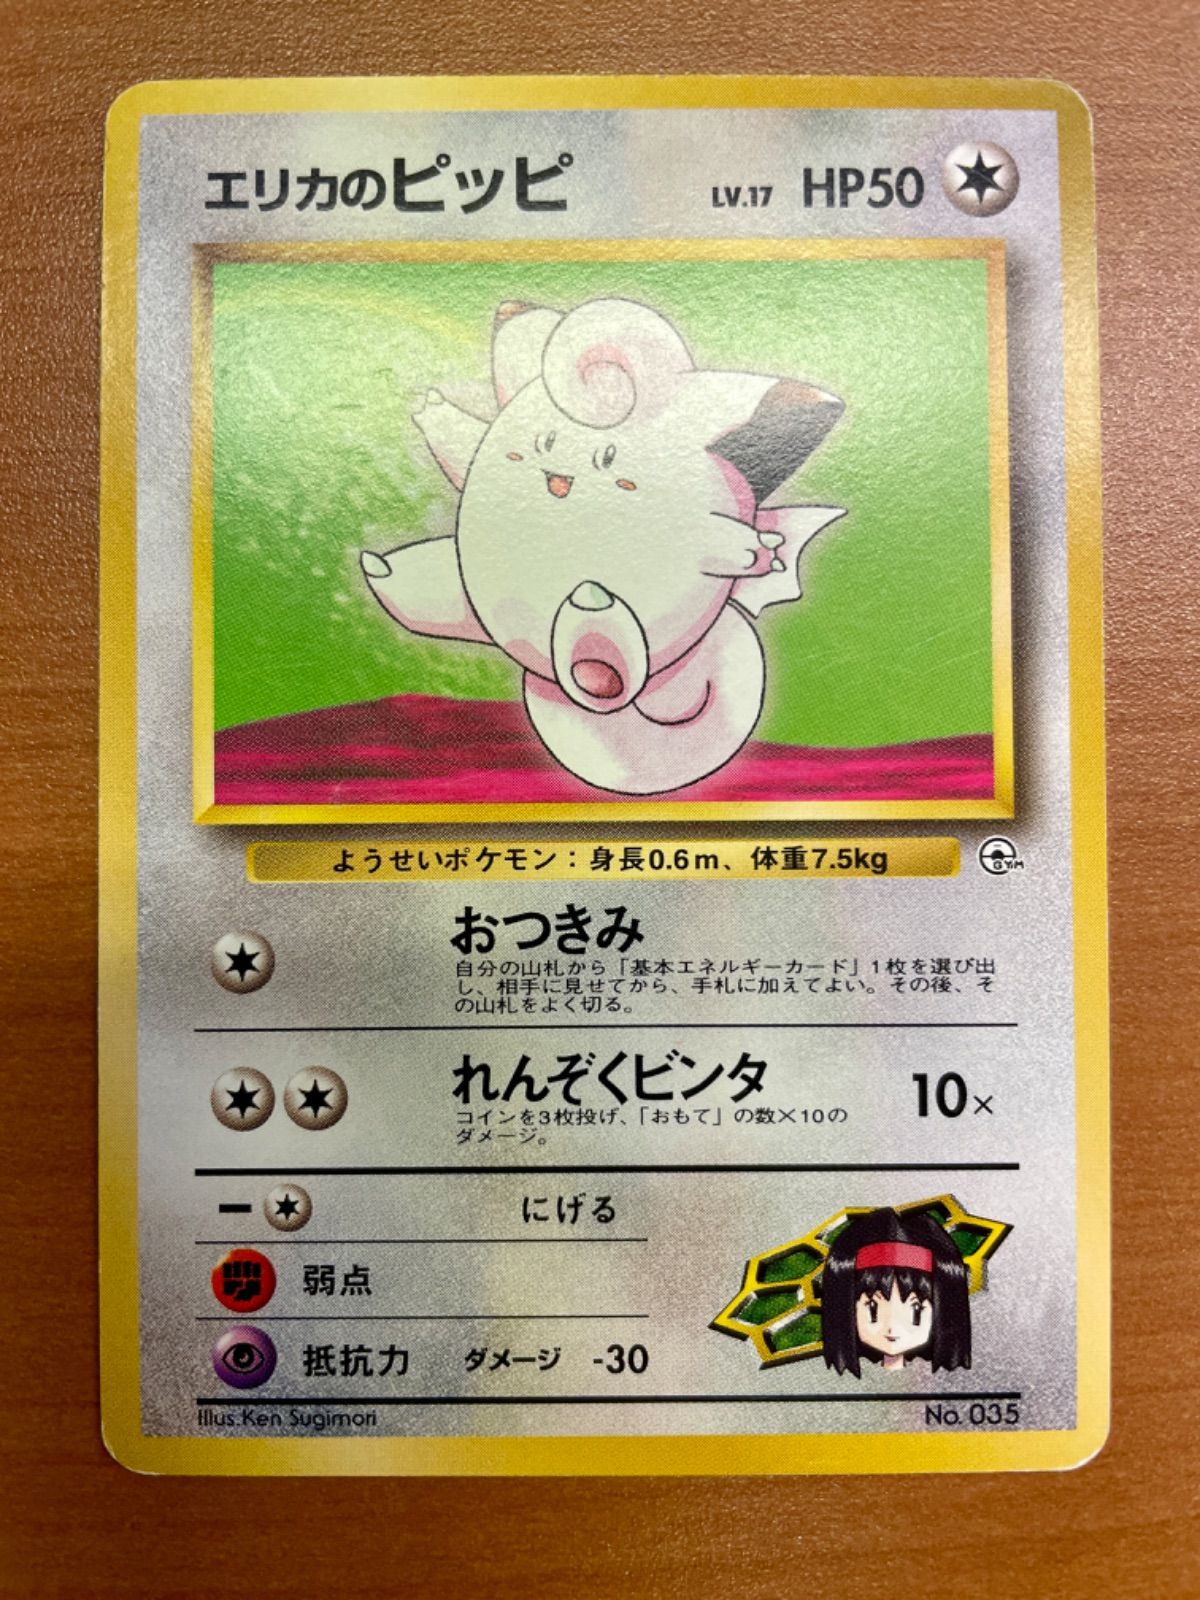 エリカのピッピ LV.17 HP50
ようせいポケモン：身長0.6m、体重7.5kg
GYM
おつきみ
自分の山札から「基本エネルギーカード」1枚を選び出
し、相手に見せてから、手札に加えてよい。その後、そ
の山札をよく切る。
れんぞくビンタ 10×
コインを3枚投げ、「おもて」の数×10の
ダメージ。
ー にげる
弱点
抵抗力 ダメージ -30
Illus.Ken Sugimori No. 035